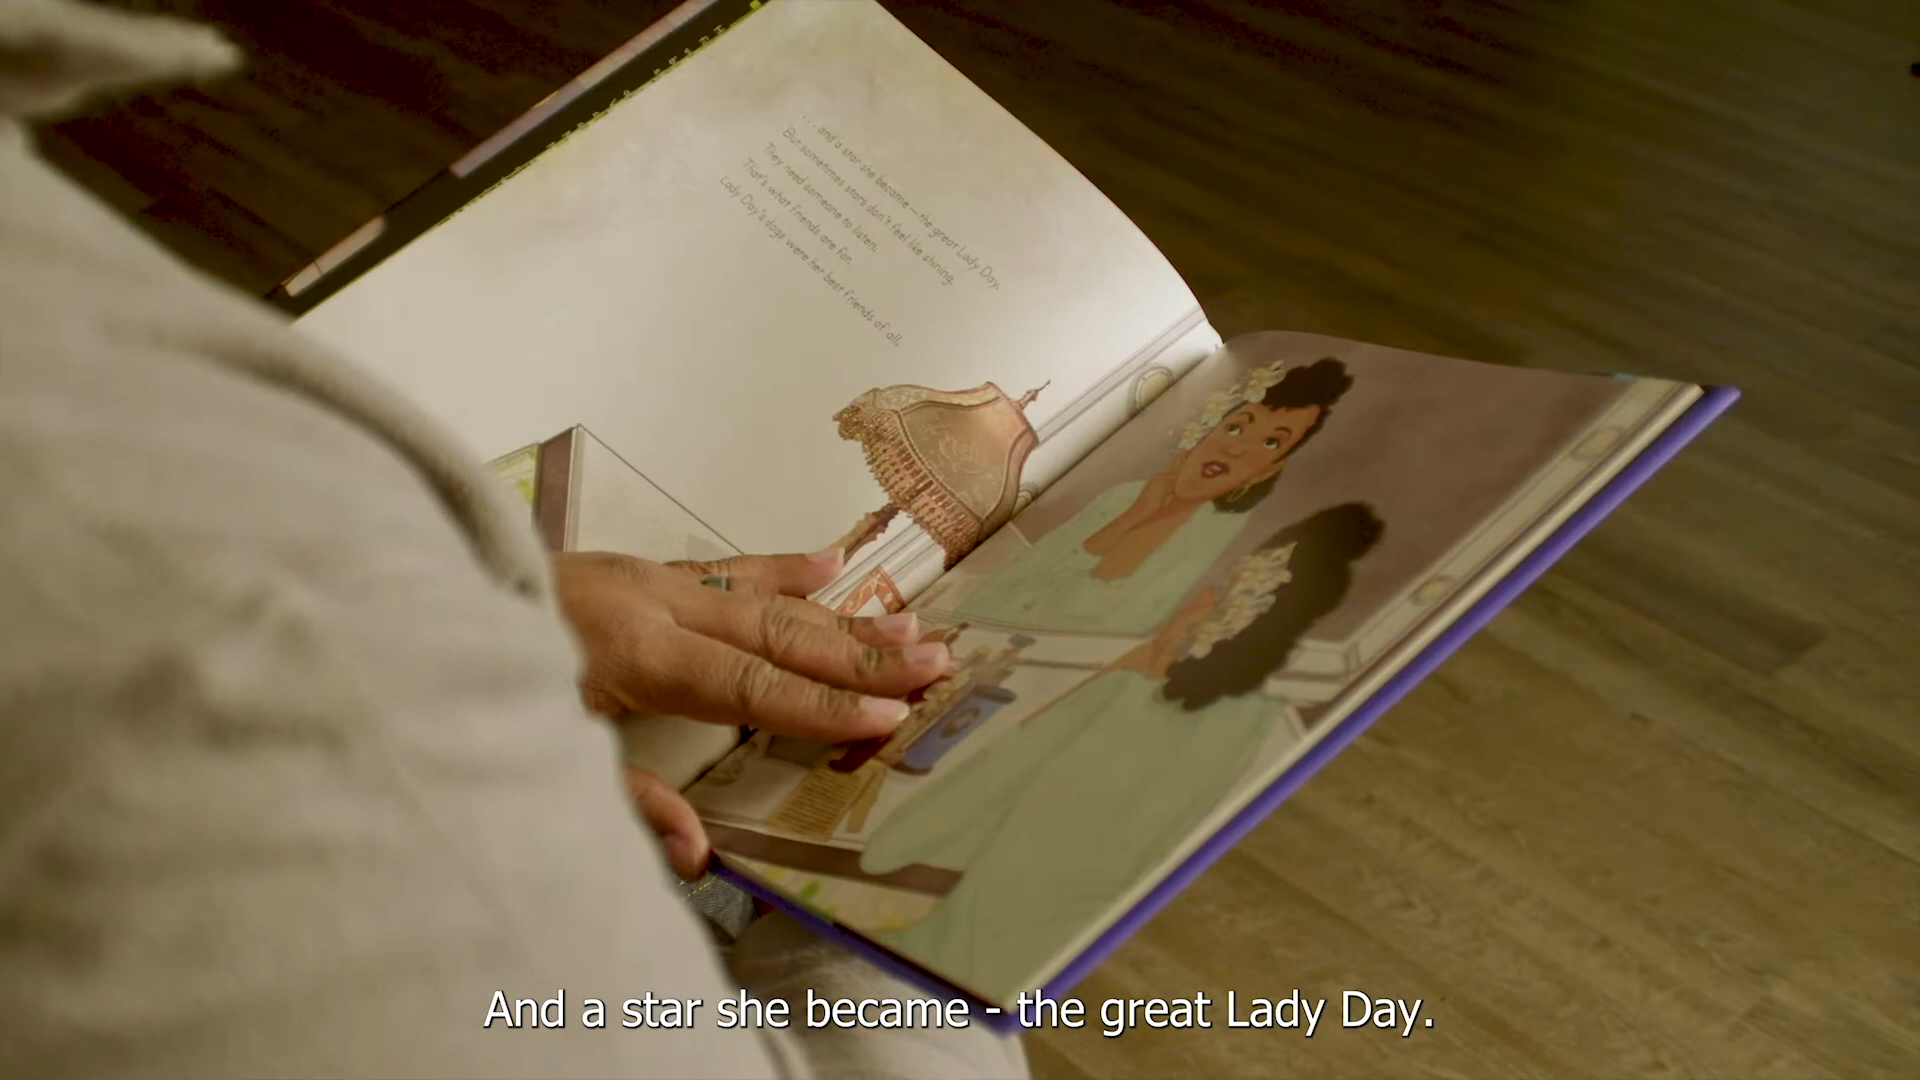 ...and a star she became—the great Lady Day.
But sometimes stars don't feel like shining.
They need someone to listen.
That's what friends are for.
Lady Day's dogs were her best friends of all.
And a star she became - the great Lady Day.